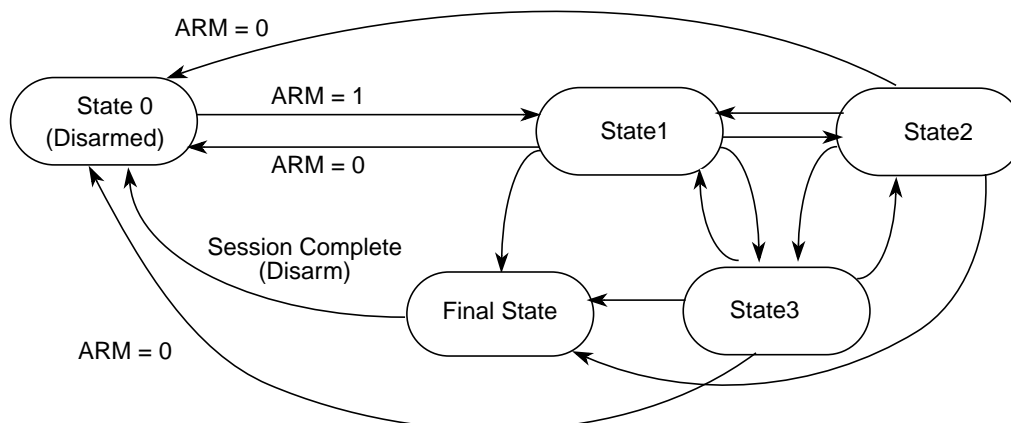 ARM = 0
State 0
(Disarmed)
ARM = 1
ARM = 0
State1
State2
Session Complete
(Disarm)
Final State
State3
ARM = 0